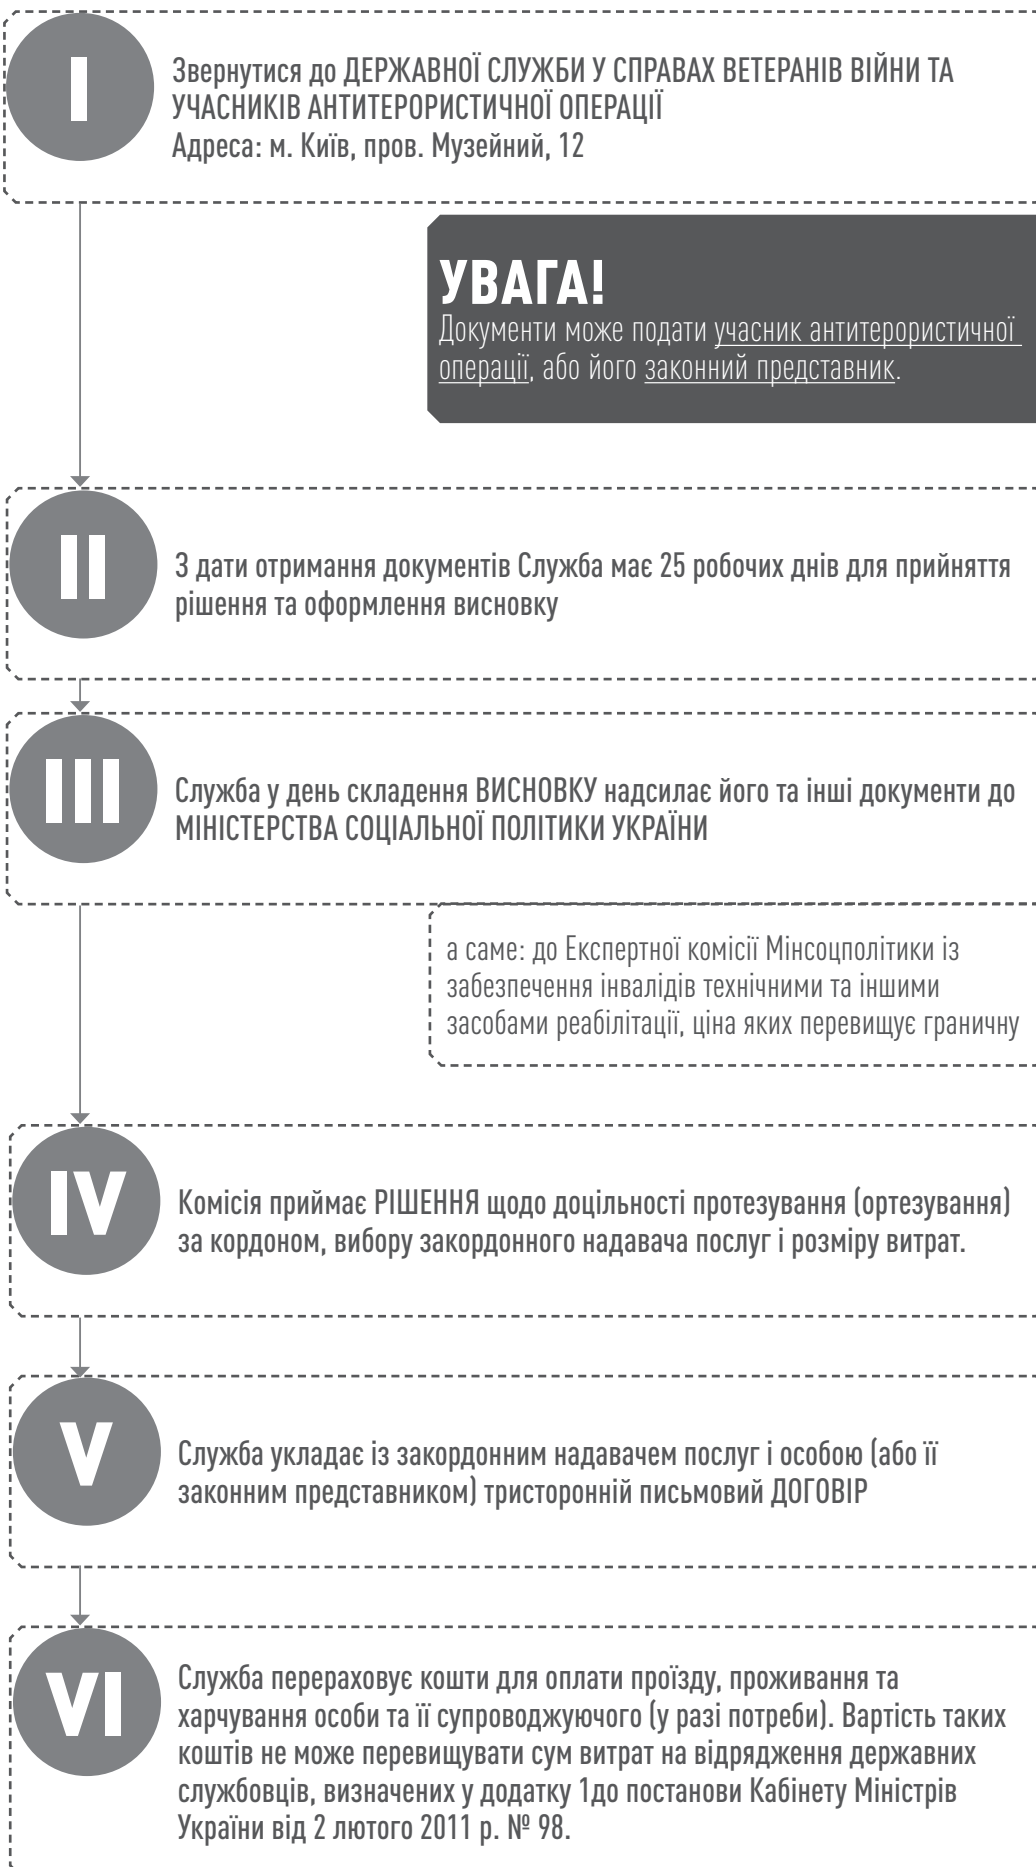 I
Звернутися до ДЕРЖАВНОЇ СЛУЖБИ У СПРАВАХ ВЕТЕРАНІВ ВІЙНИ ТА
УЧАСНИКІВ АНТИТЕРОРИСТИЧНОЇ ОПЕРАЦІЇ
Адреса: м. Київ, пров. Музейний, 12
УВАГА!
Документи може подати учасник антитерористичної
операції, або його законний представник.
II
З дати отримання документів Служба має 25 робочих днів для прийняття
рішення та оформлення висновку
III
Служба у день складення ВИСНОВКУ надсилає його та інші документи до
МІНІСТЕРСТВА СОЦІАЛЬНОЇ ПОЛІТИКИ УКРАЇНИ
а саме: до Експертної комісії Мінсоцполітики із
забезпечення інвалідів технічними та іншими
засобами реабілітації, ціна яких перевищує граничну
IV
Комісія приймає РІШЕННЯ щодо доцільності протезування (ортезування)
за кордоном, вибору закордонного надавача послуг і розміру витрат.
V
Служба укладає із закордонним надавачем послуг і особою (або її
законним представником) тристоронній письмовий ДОГОВІР
VI
Служба перераховує кошти для оплати проїзду, проживання та
харчування особи та її супроводжуючого (у разі потреби). Вартість таких
коштів не може перевищувати сум витрат на відрядження державних
службовців, визначених у додатку 1до постанови Кабінету Міністрів
України від 2 лютого 2011 р. № 98.